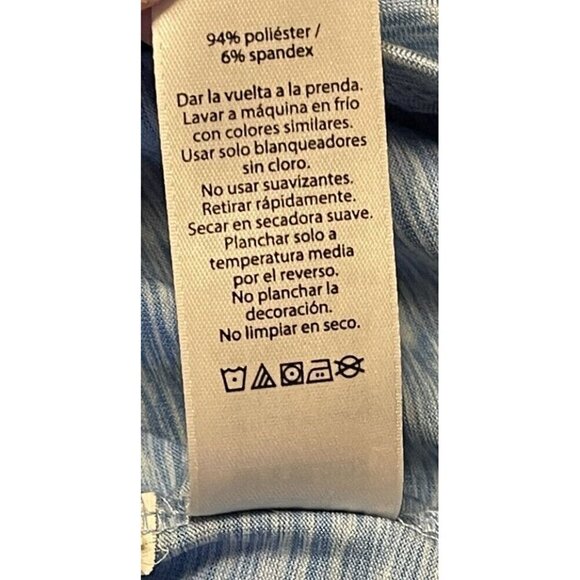 94% poliéster /
6% spandex
Dar la vuelta a la prenda.
Lavar a máquina en frío
con colores similares.
Usar solo blanqueadores
sin cloro.
No usar suavizantes.
Retirar rápidamente.
Secar en secadora suave.
Planchar solo a
temperatura media
por el reverso.
No planchar la
decoración.
No limpiar en seco.